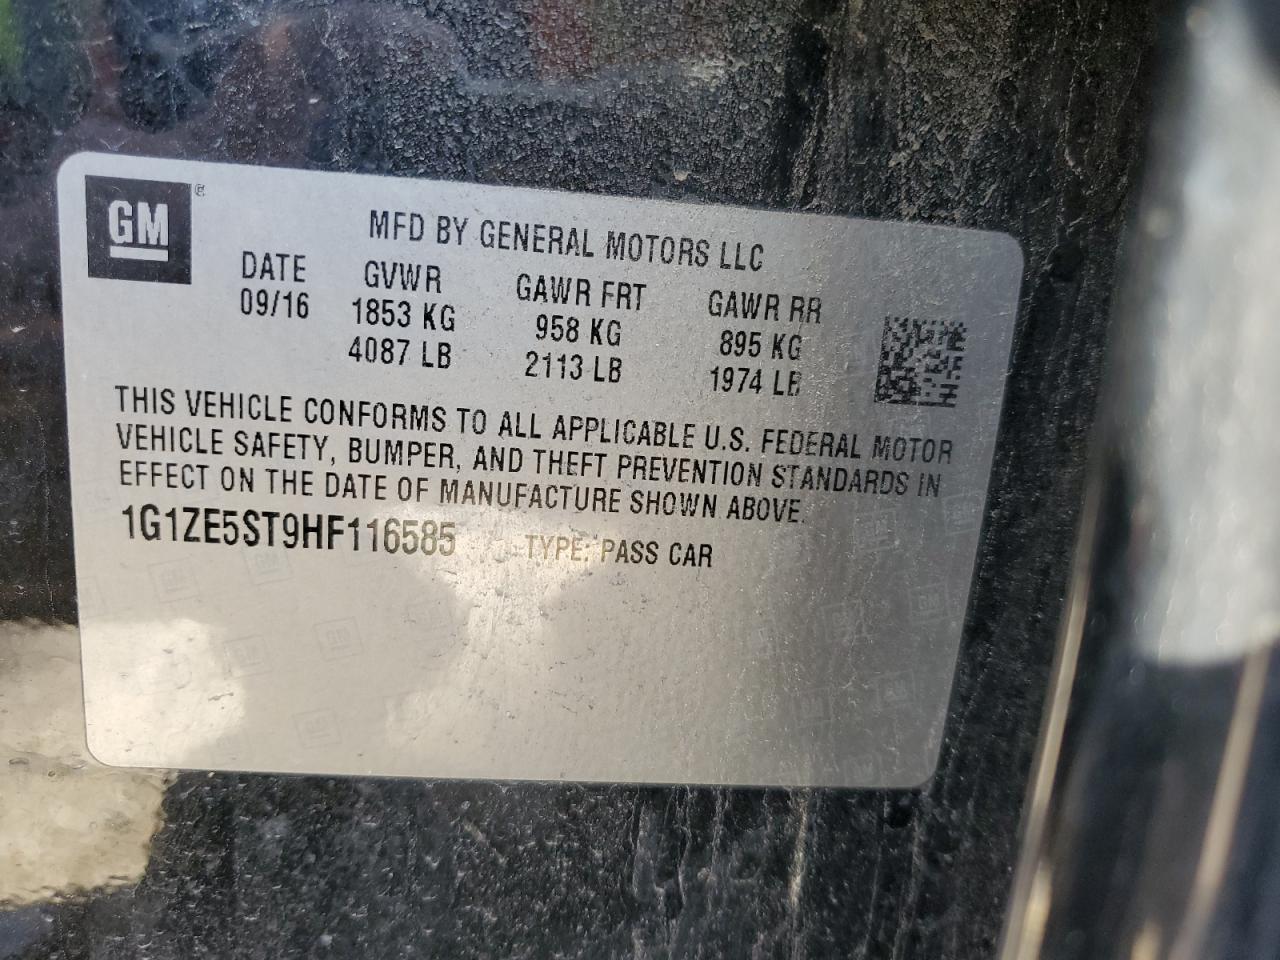 GM
MFD BY GENERAL MOTORS LLC
DATE GVWR GAWR FRT GAWR RR
09/16 1853 KG 958 KG 895 KG
4087 LB 2113 LB 1974 LB
THIS VEHICLE CONFORMS TO ALL APPLICABLE U.S. FEDERAL MOTOR
VEHICLE SAFETY, BUMPER, AND THEFT PREVENTION STANDARDS IN
EFFECT ON THE DATE OF MANUFACTURE SHOWN ABOVE.
1G1ZE5ST9HF116585 TYPE: PASS CAR